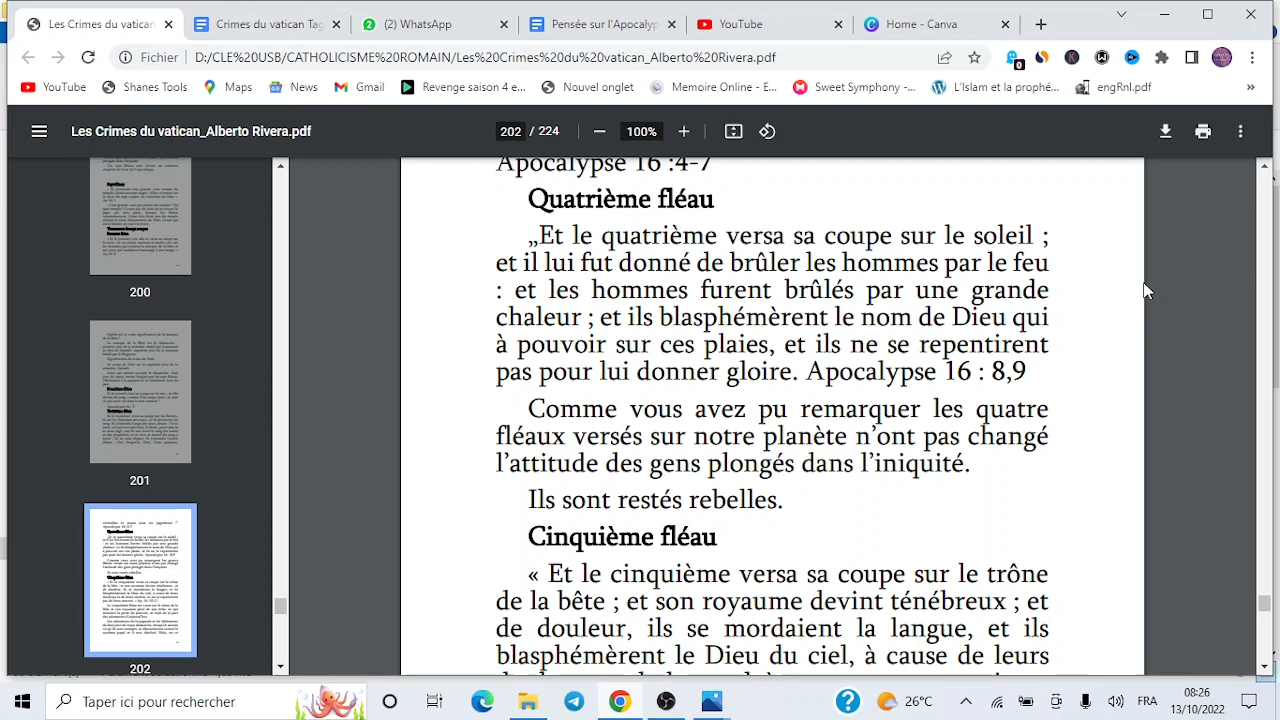 Les Crimes du vatican_Alberto
Crimes du vatican Tag
(2) WhatsApp
Pensée sur l'Apocalyp
YouTube
Home - Canva
Fichier
D:/CLE%20USB/CATHOLICISME%20ROMAIN/Les%20Crimes%20du%20vatican_Alberto%20Rivera.pdf
0
YouTube
Shanes Tools
Maps
News
Gmail
Revenge saison 4 e...
Nouvel onglet
Memoire Online - E...
Sweet Symphony -...
L'Islam et la prophé...
engRnl.pdf
Les Crimes du vatican_Alberto Rivera.pdf
202 / 226
100%
200
201
202
Apocalypse 16 :4-7
Quatrième fléau
„Et le quatrième versa sa coupe sur le soleil ;
et il lui fut donné de brûler les hommes par le feu
: et les hommes furent brûlés par une grande
chaleur ; et ils blasphémèrent le nom de Dieu qui
à pouvoir sur ces plaies, et ils ne se repentirent
pas pour lui donner gloire. Apocalypse 16 : 8,9
Comme vous avez pu remarquer les quatre
fléaux versés sur notre planète n'ont pas changé
l'attitude des gens plongés dans l'iniquité.
Ils sont restés rebelles.
Cinquième fléau
« Et le cinquième versa sa coupe sur le trône
de la bête ; et son royaume devint ténébreux ; et
de douleur, ils se mordaient la langue, et ils
blasphémèrent le Dieu du ciel, à cause de leurs
Taper ici pour rechercher
26°C
FRA
08:26
13/10/2022